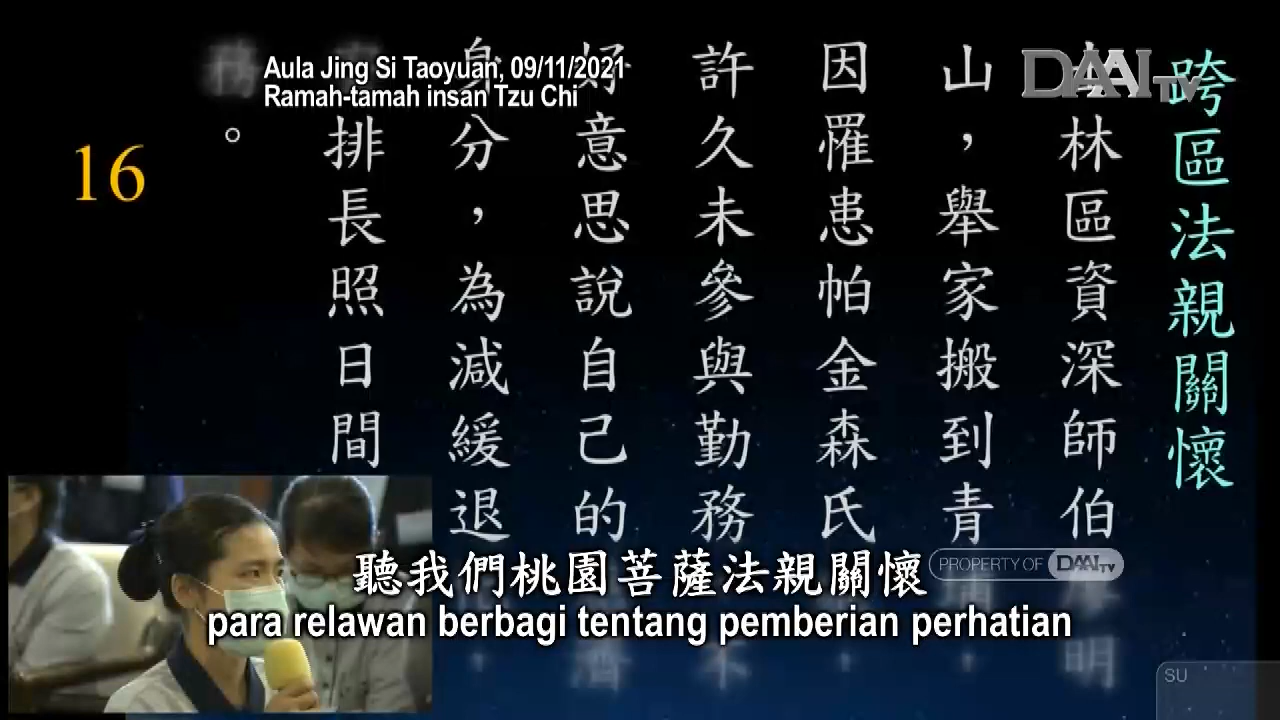 Aula Jing Si Taoyuan, 09/11/2021
Ramah-tamah insan Tzu Chi
DAAI TV
16
跨區法親關懷
林區資深師伯
山，舉家搬到青
因罹患帕金森氏
許久未參與勤務
好意思說自己的
身分，為減緩退
排長照日間
務。
聽我們桃園菩薩法親關懷
PROPERTY OF DAAI TV
para relawan berbagi tentang pemberian perhatian
SU